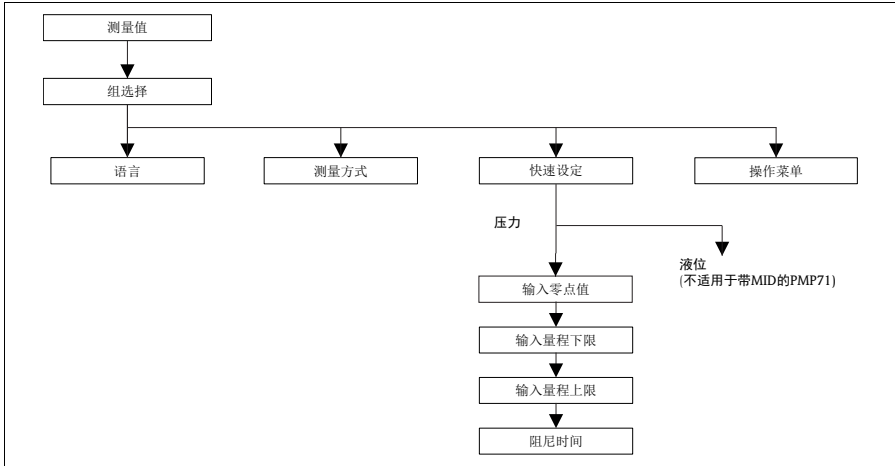 测量值
组选择
语言
测量方式
快速设定
操作菜单
压力
液位
(不适用于带MID的PMP71)
输入零点值
输入量程下限
输入量程上限
阻尼时间